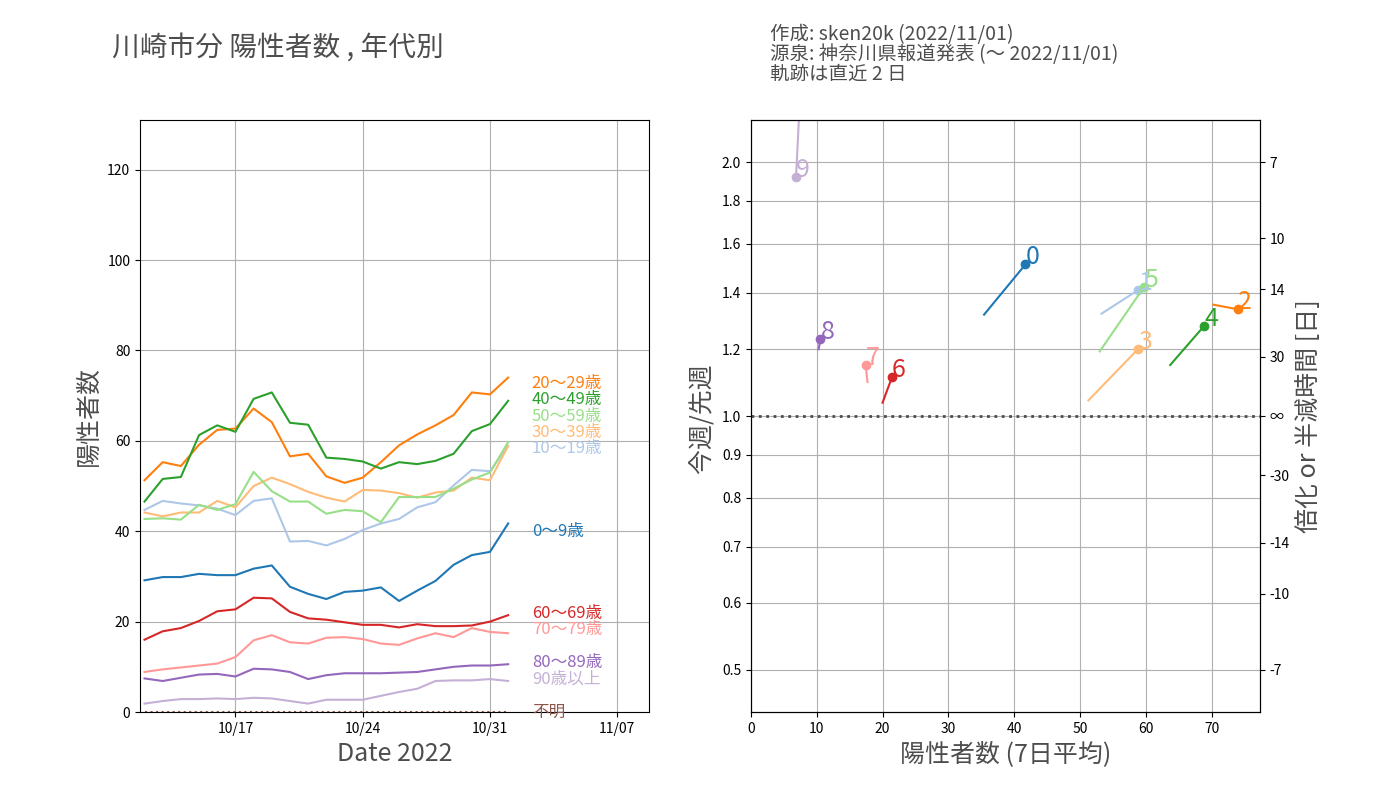 川崎市分 陽性者数 , 年代別
作成: sken20k (2022/11/01)
源泉: 神奈川県報道発表 (〜 2022/11/01)
軌跡は直近 2 日
陽性者数
120
100
80
60
40
20
0
20〜29歳
40〜49歳
50〜59歳
30〜39歳
10〜19歳
0〜9歳
60〜69歳
70〜79歳
80〜89歳
90歳以上
不明
10/17
10/24
10/31
11/07
Date 2022
今週/先週
2.0
1.8
1.6
1.4
1.2
1.0
0.9
0.8
0.7
0.6
0.5
9
0
1
5
2
4
8
3
7
6
7
10
14
30
∞
-30
-14
-10
-7
倍化 or 半減時間 [日]
0
10
20
30
40
50
60
70
陽性者数 (7日平均)